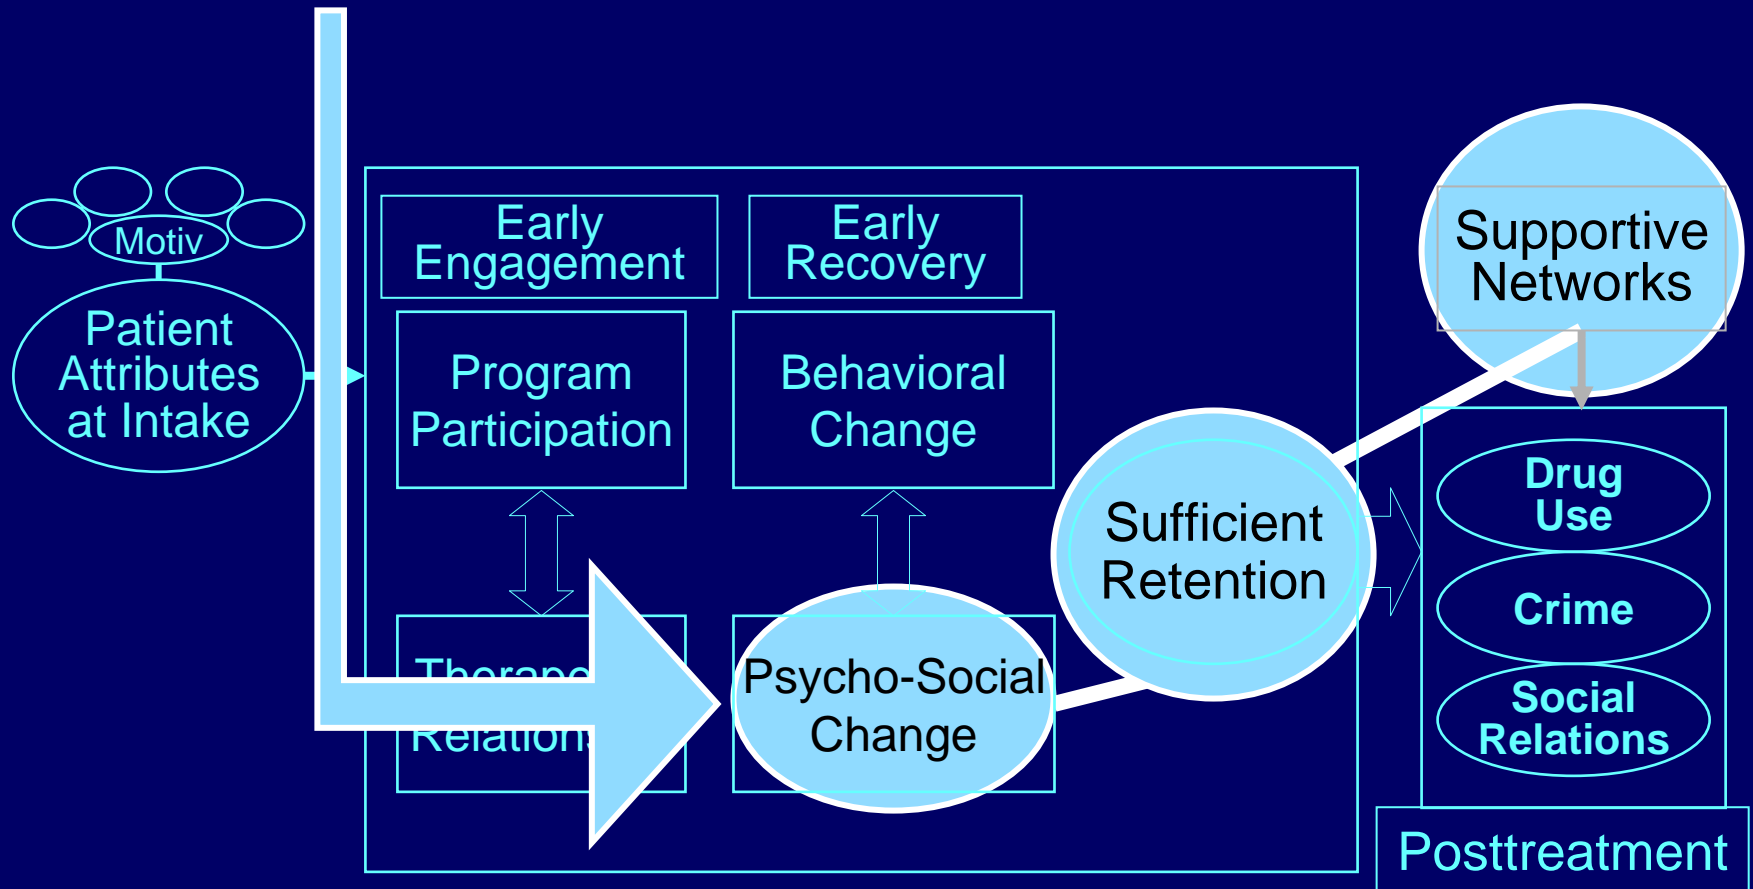 Motiv
Patient
Attributes
at Intake
Early
Engagement
Program
Participation
Early
Recovery
Behavioral
Change
Psycho-Social
Change
Sufficient
Retention
Supportive
Networks
Drug
Use
Crime
Social
Relations
Posttreatment